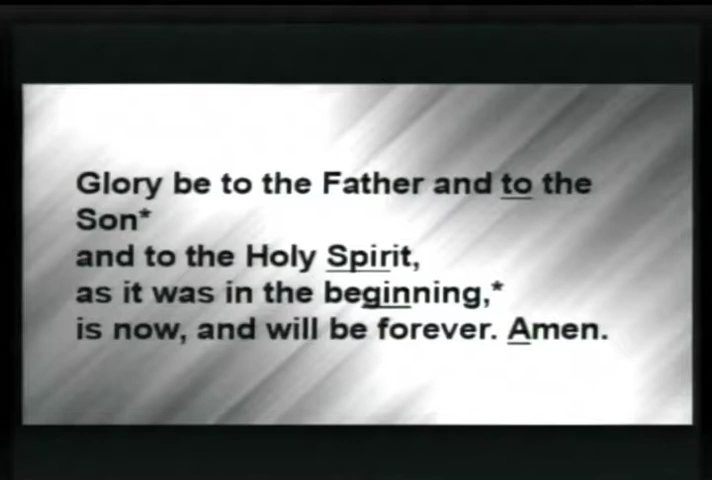 Glory be to the Father and to the
Son*
and to the Holy Spirit,
as it was in the beginning,*
is now, and will be forever. Amen.